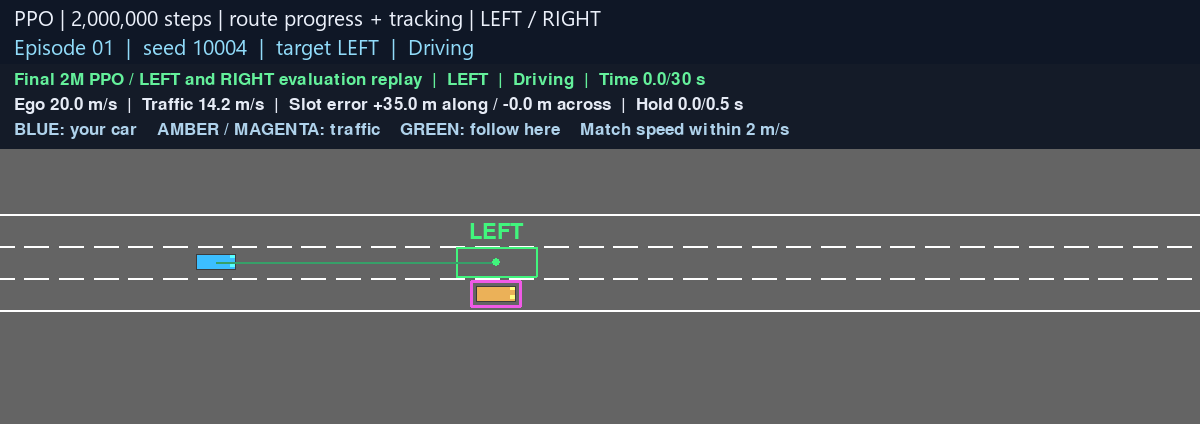 PPO | 2,000,000 steps | route progress + tracking | LEFT / RIGHT
Episode 01 | seed 10004 | target LEFT | Driving
Final 2M PPO / LEFT and RIGHT evaluation replay | LEFT | Driving | Time 0.0/30 s
Ego 20.0 m/s | Traffic 14.2 m/s | Slot error +35.0 m along / -0.0 m across | Hold 0.0/0.5 s
BLUE: your car AMBER / MAGENTA: traffic GREEN: follow here Match speed within 2 m/s
LEFT